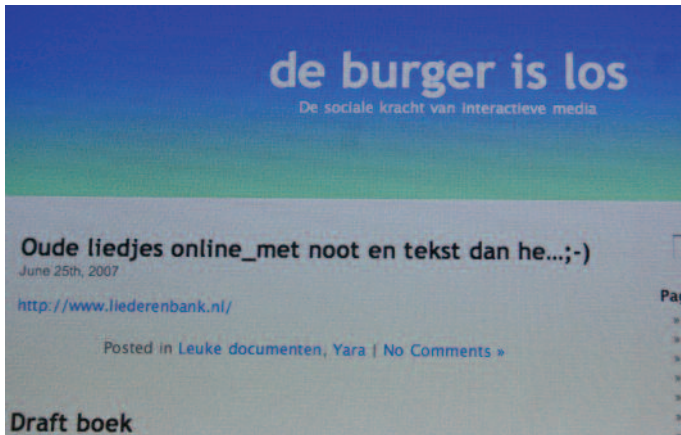 de burger is los
De sociale kracht van interactieve media
Oude liedjes online_met noot en tekst dan he...;-)
June 25th, 2007
http://www.liederenbank.nl/
Posted in Leuke documenten, Yara | No Comments »
Draft boek